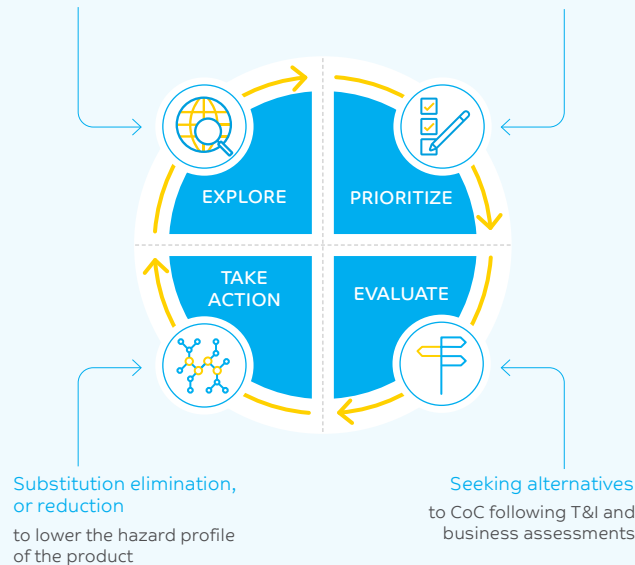 EXPLORE
PRIORITIZE
TAKE
ACTION
EVALUATE
Substitution elimination,
or reduction
to lower the hazard profile
of the product
Seeking alternatives
to CoC following T&I and
business assessments